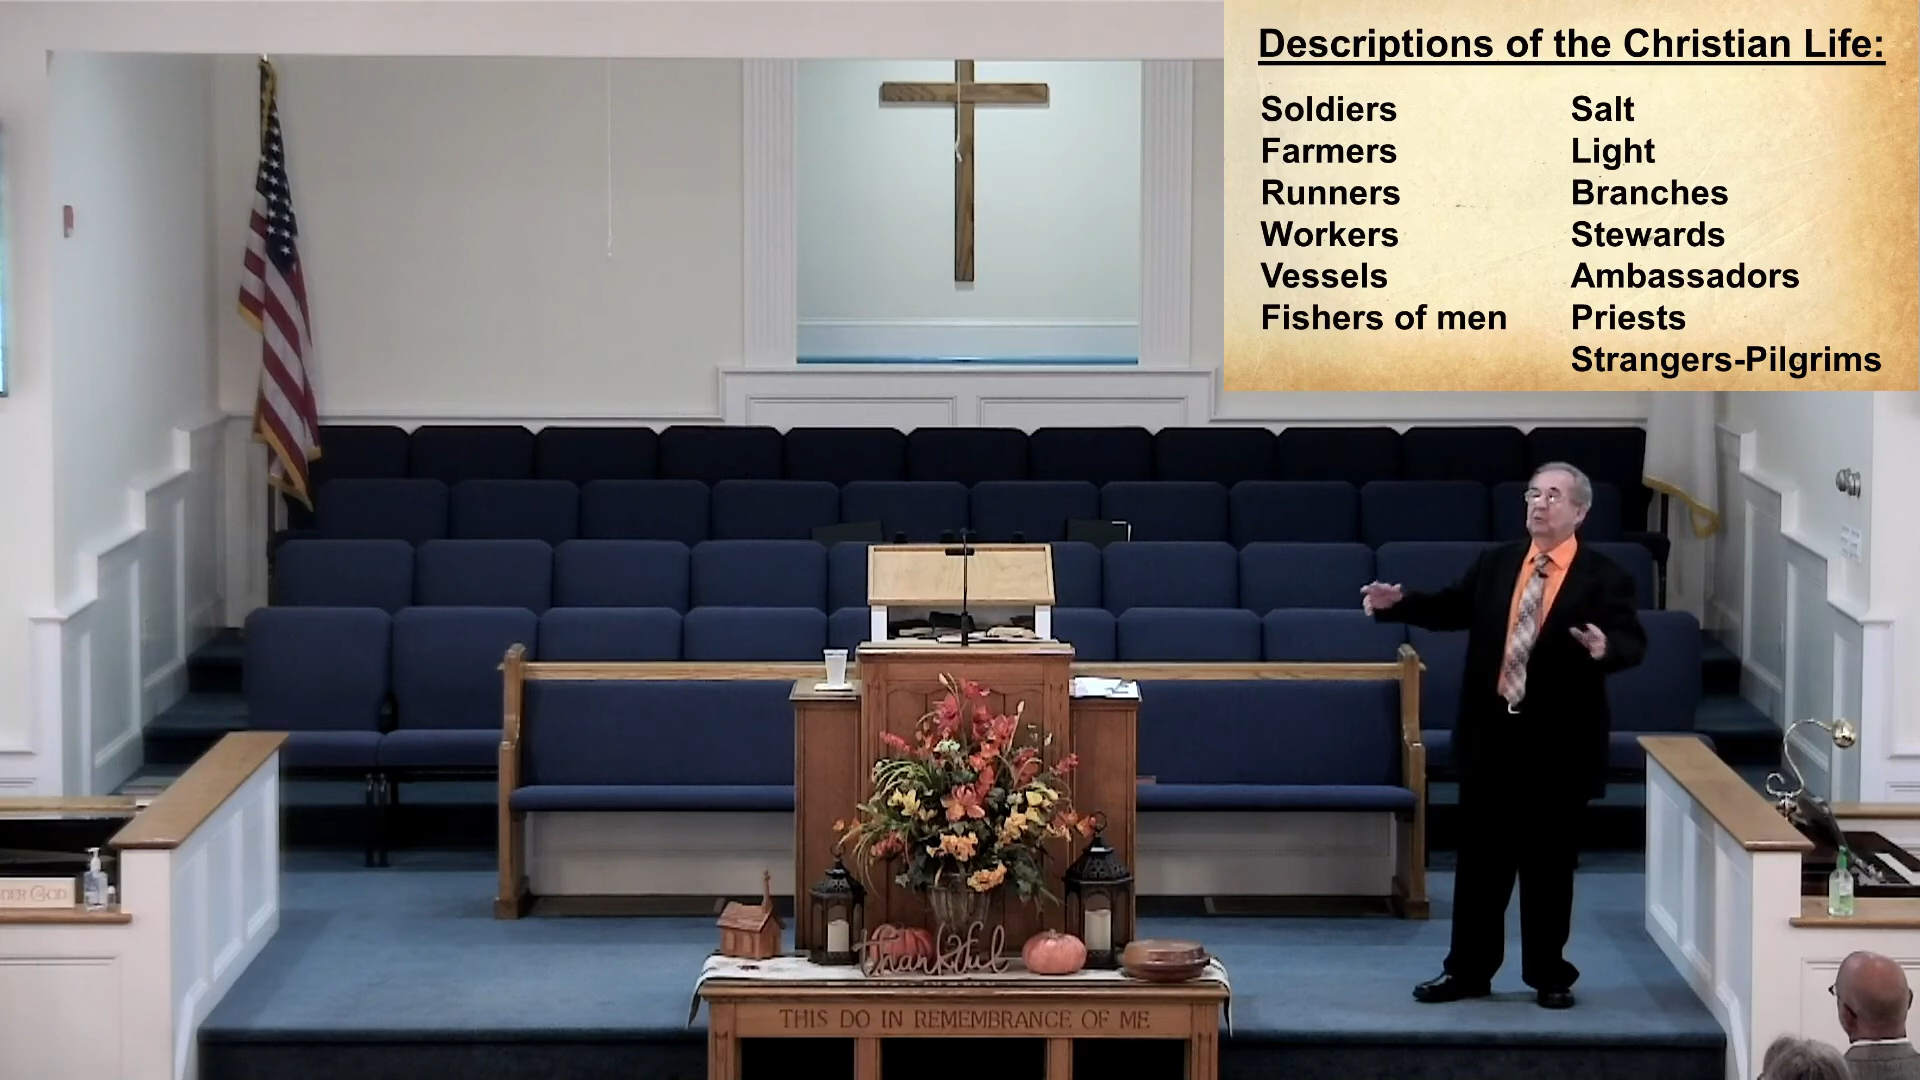 Descriptions of the Christian Life:
Soldiers
Farmers
Runners
Workers
Vessels
Fishers of men
Salt
Light
Branches
Stewards
Ambassadors
Priests
Strangers-Pilgrims
thankful
THIS DO IN REMEMBRANCE OF ME
GOD